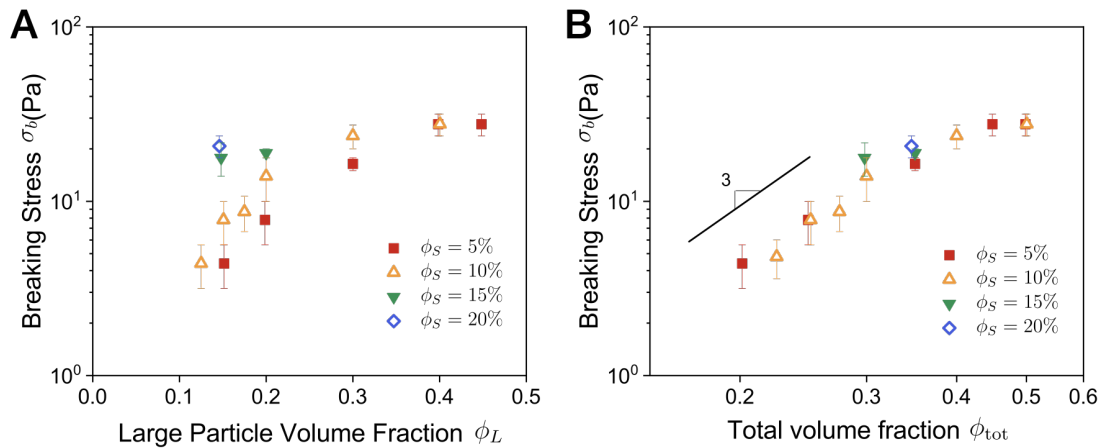 A
B
10²
10¹
10⁰
Breaking Stress σ_b(Pa)
0.0
0.1
0.2
0.3
0.4
0.5
Large Particle Volume Fraction ϕ_L
ϕ_S = 5%
ϕ_S = 10%
ϕ_S = 15%
ϕ_S = 20%
10²
10¹
10⁰
Breaking Stress σ_b(Pa)
3
0.2
0.3
0.4
0.5
0.6
Total volume fraction ϕ_tot
ϕ_S = 5%
ϕ_S = 10%
ϕ_S = 15%
ϕ_S = 20%